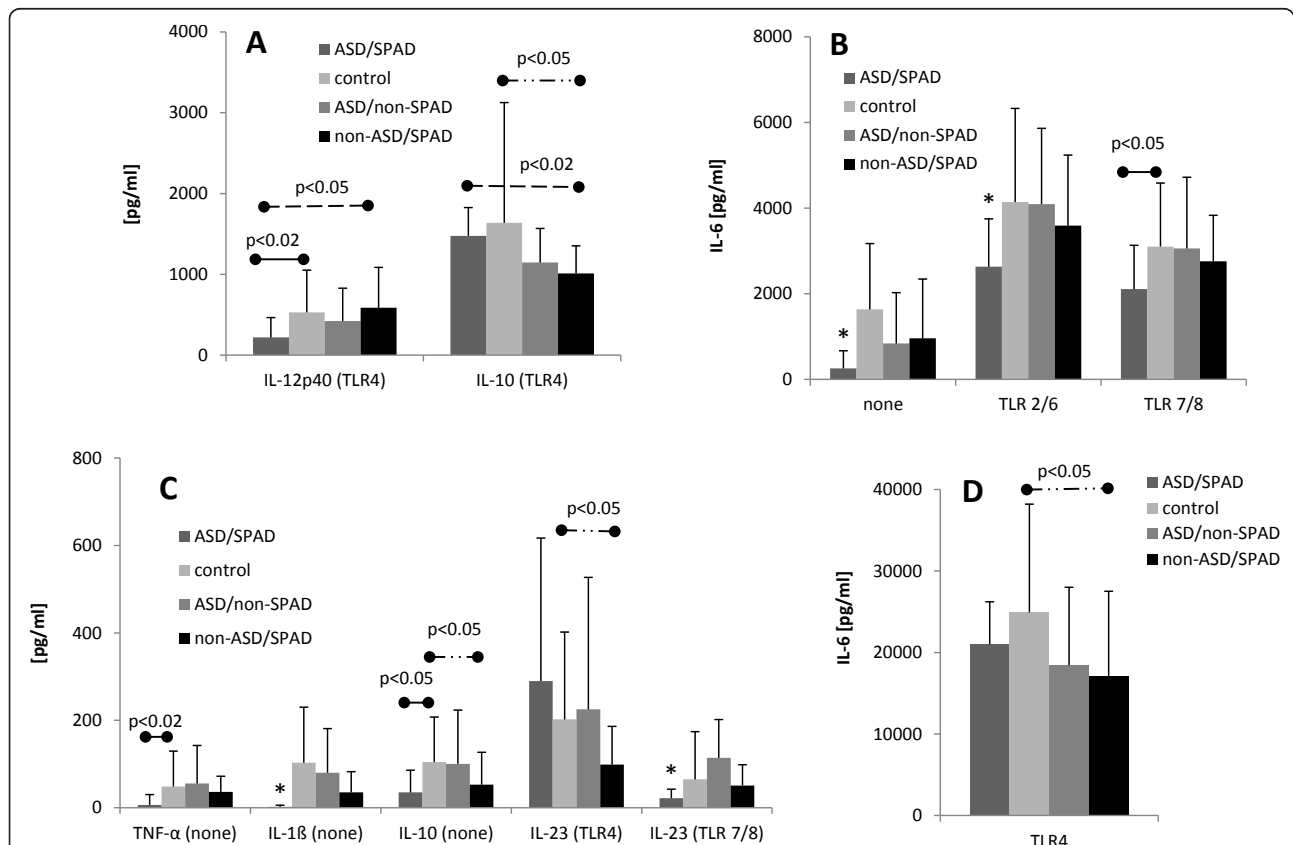 A
4000
3000
2000
1000
0
[pg/ml]
ASD/SPAD
control
ASD/non-SPAD
non-ASD/SPAD
p<0.05
p<0.02
p<0.05
p<0.02
IL-12p40 (TLR4)
IL-10 (TLR4)
B
8000
6000
4000
2000
0
IL-6 [pg/ml]
ASD/SPAD
control
ASD/non-SPAD
non-ASD/SPAD
p<0.05
*
*
none
TLR 2/6
TLR 7/8
C
800
600
400
200
0
[pg/ml]
ASD/SPAD
control
ASD/non-SPAD
non-ASD/SPAD
p<0.05
p<0.05
p<0.05
p<0.02
*
*
TNF-α (none)
IL-1ß (none)
IL-10 (none)
IL-23 (TLR4)
IL-23 (TLR 7/8)
D
40000
30000
20000
10000
0
IL-6 [pg/ml]
p<0.05
ASD/SPAD
control
ASD/non-SPAD
non-ASD/SPAD
TLR4